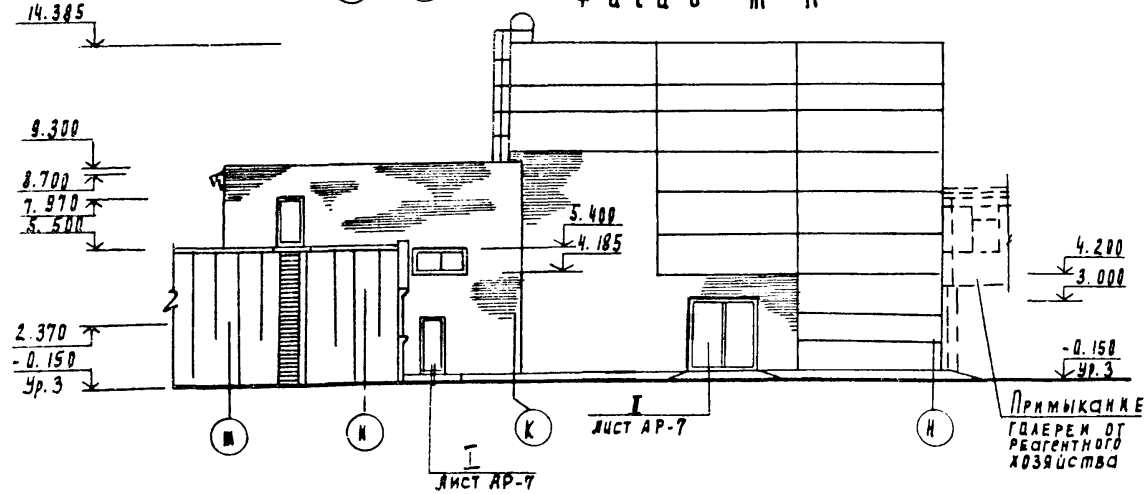 14.385
9.300
8.700
7.970
5.500
2.370
-0.150
Ур.3
5.400
4.185
4.200
3.000
-0.150
Ур.3
Ш
И
К
Н
I
Лист АР-7
II
Лист АР-7
Примыкание
галереи от
реагентного
хозяйства